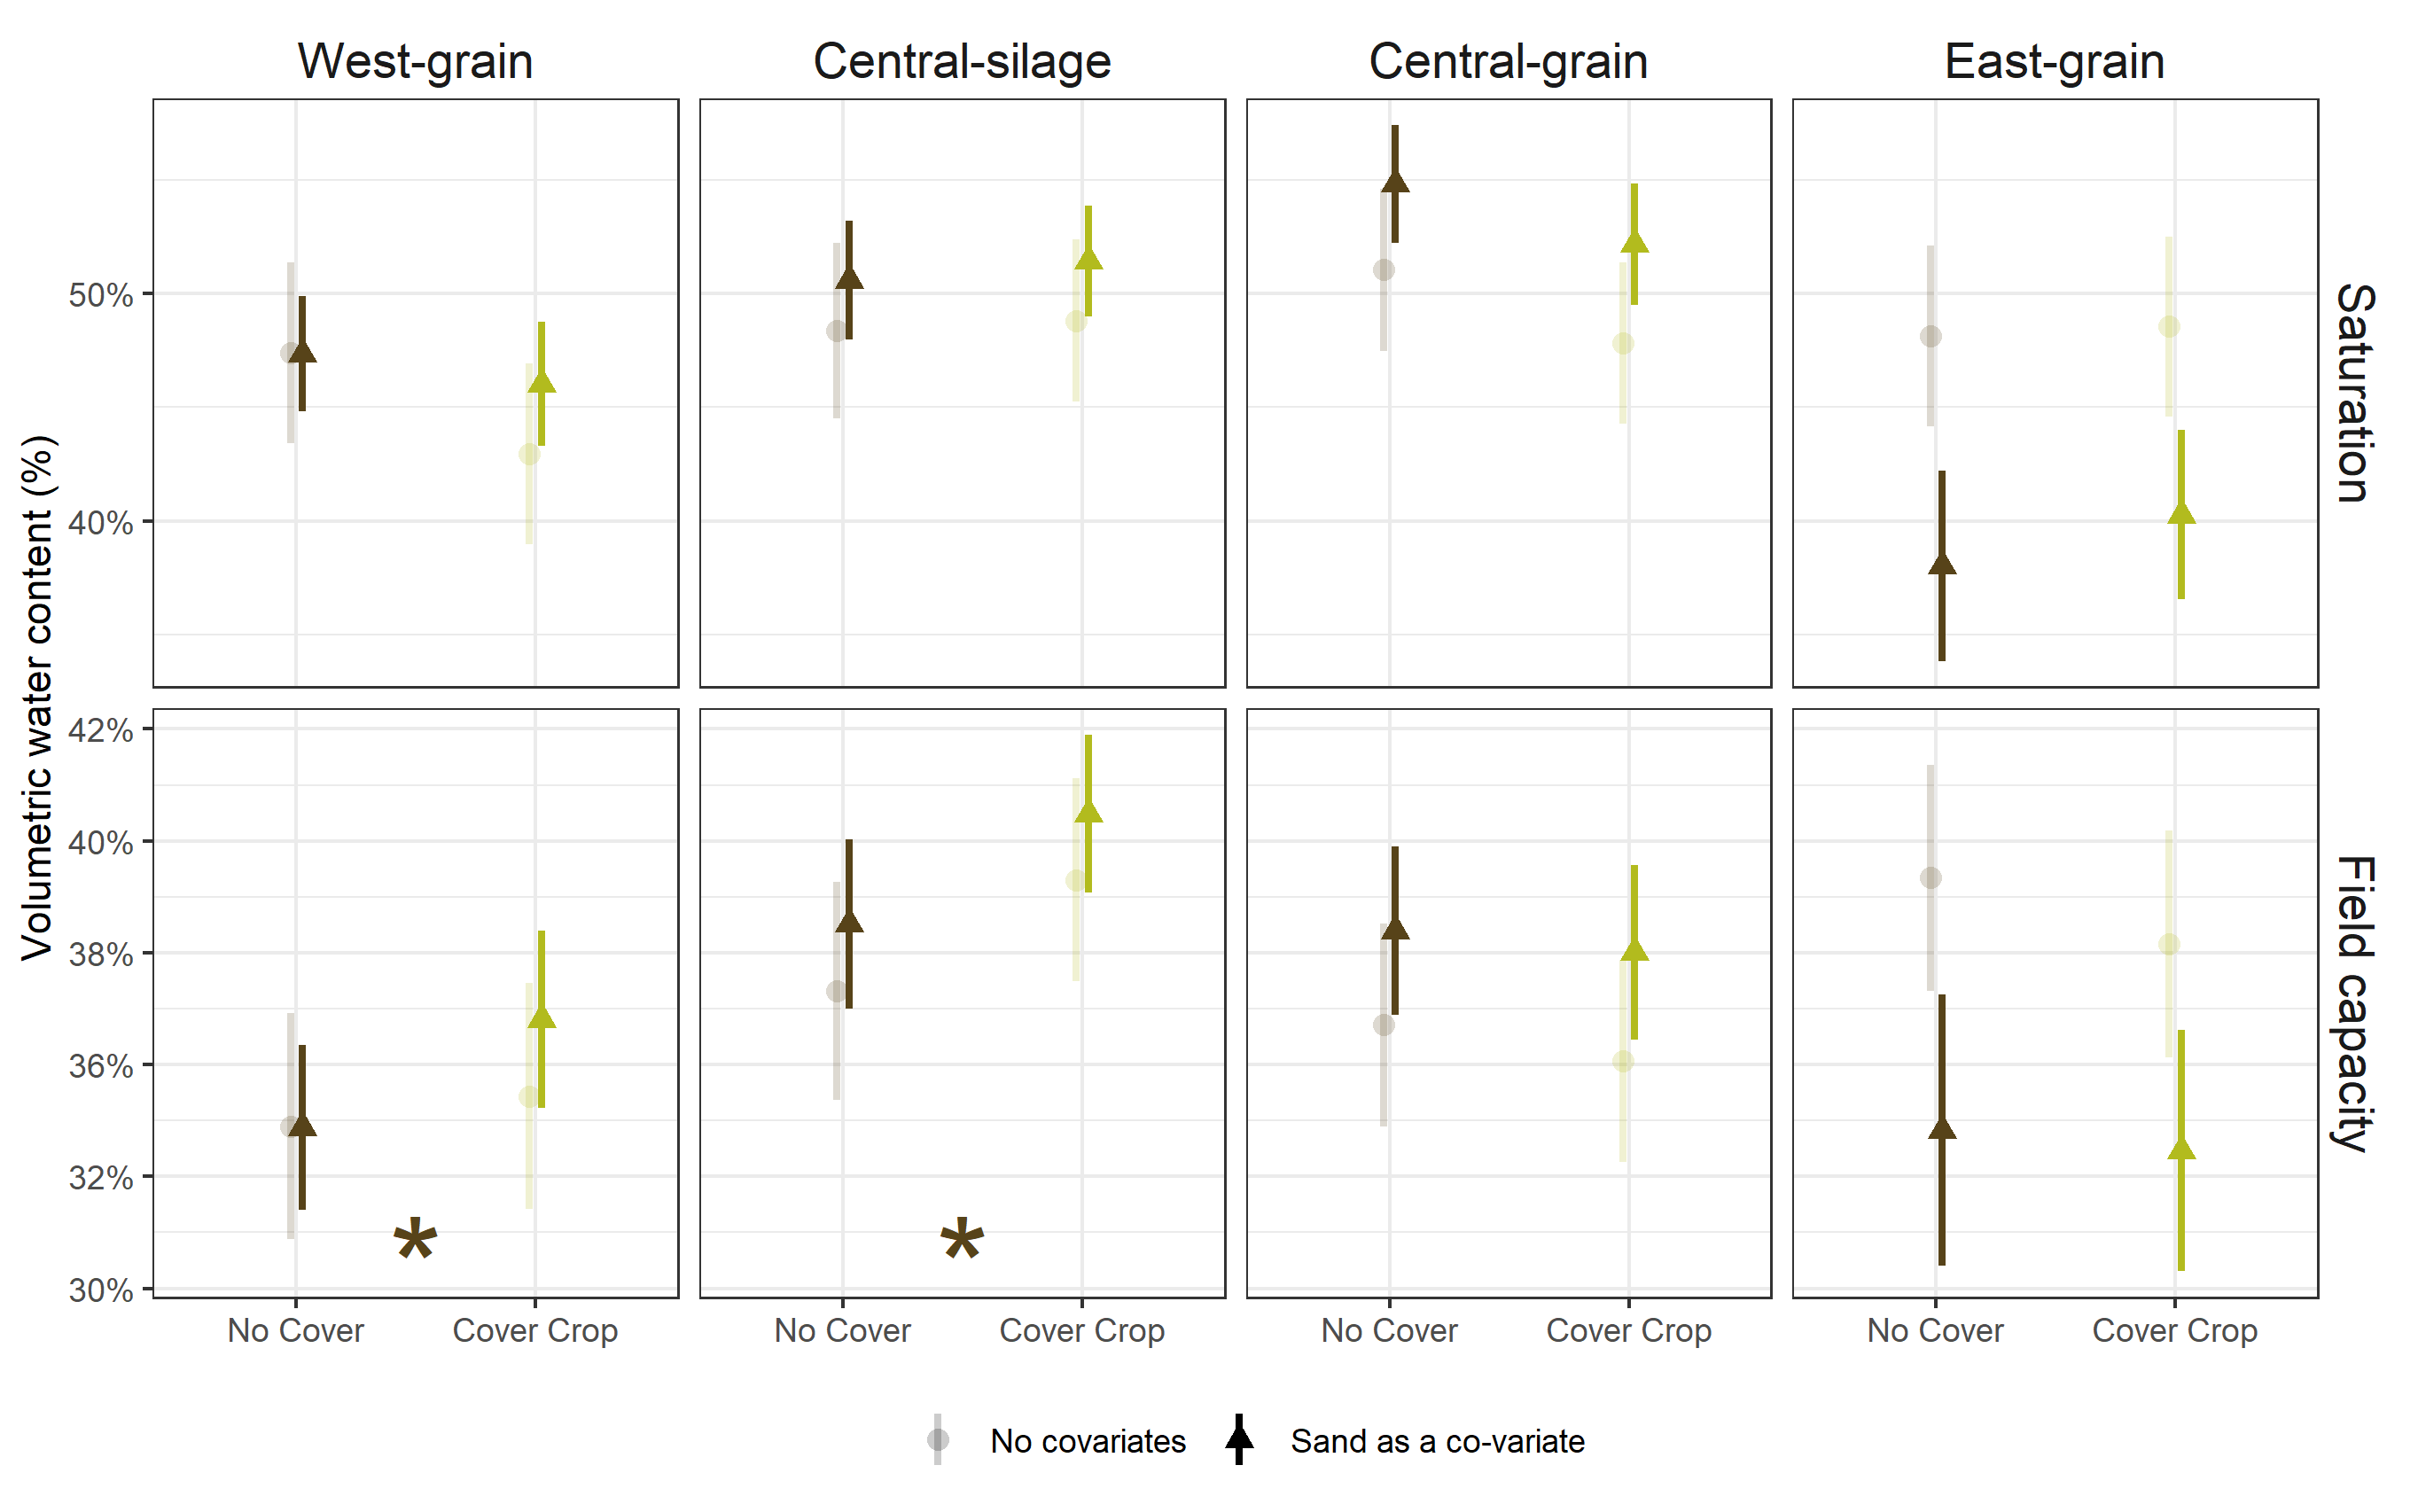 West-grain
Central-silage
Central-grain
East-grain
Volumetric water content (%)
50%
40%
Saturation
42%
40%
38%
36%
32%
30%
Field capacity
*
*
No Cover
Cover Crop
No Cover
Cover Crop
No Cover
Cover Crop
No Cover
Cover Crop
No covariates
Sand as a co-variate